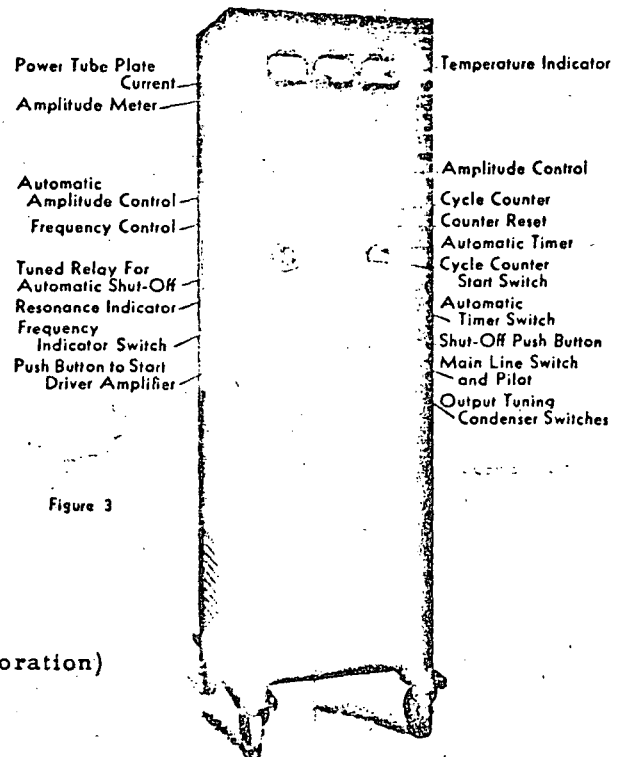 Power Tube Plate
Current
Amplitude Meter
Automatic
Amplitude Control
Frequency Control
Tuned Relay For
Automatic Shut-Off
Resonance Indicator
Frequency
Indicator Switch
Push Button to Start
Driver Amplifier
Temperature Indicator
Amplitude Control
Cycle Counter
Counter Reset
Automatic Timer
Cycle Counter
Start Switch
Automatic
Timer Switch
Shut-Off Push Button
Main Line Switch
and Pilot
Output Tuning
Condenser Switches
Figure 3
oration)